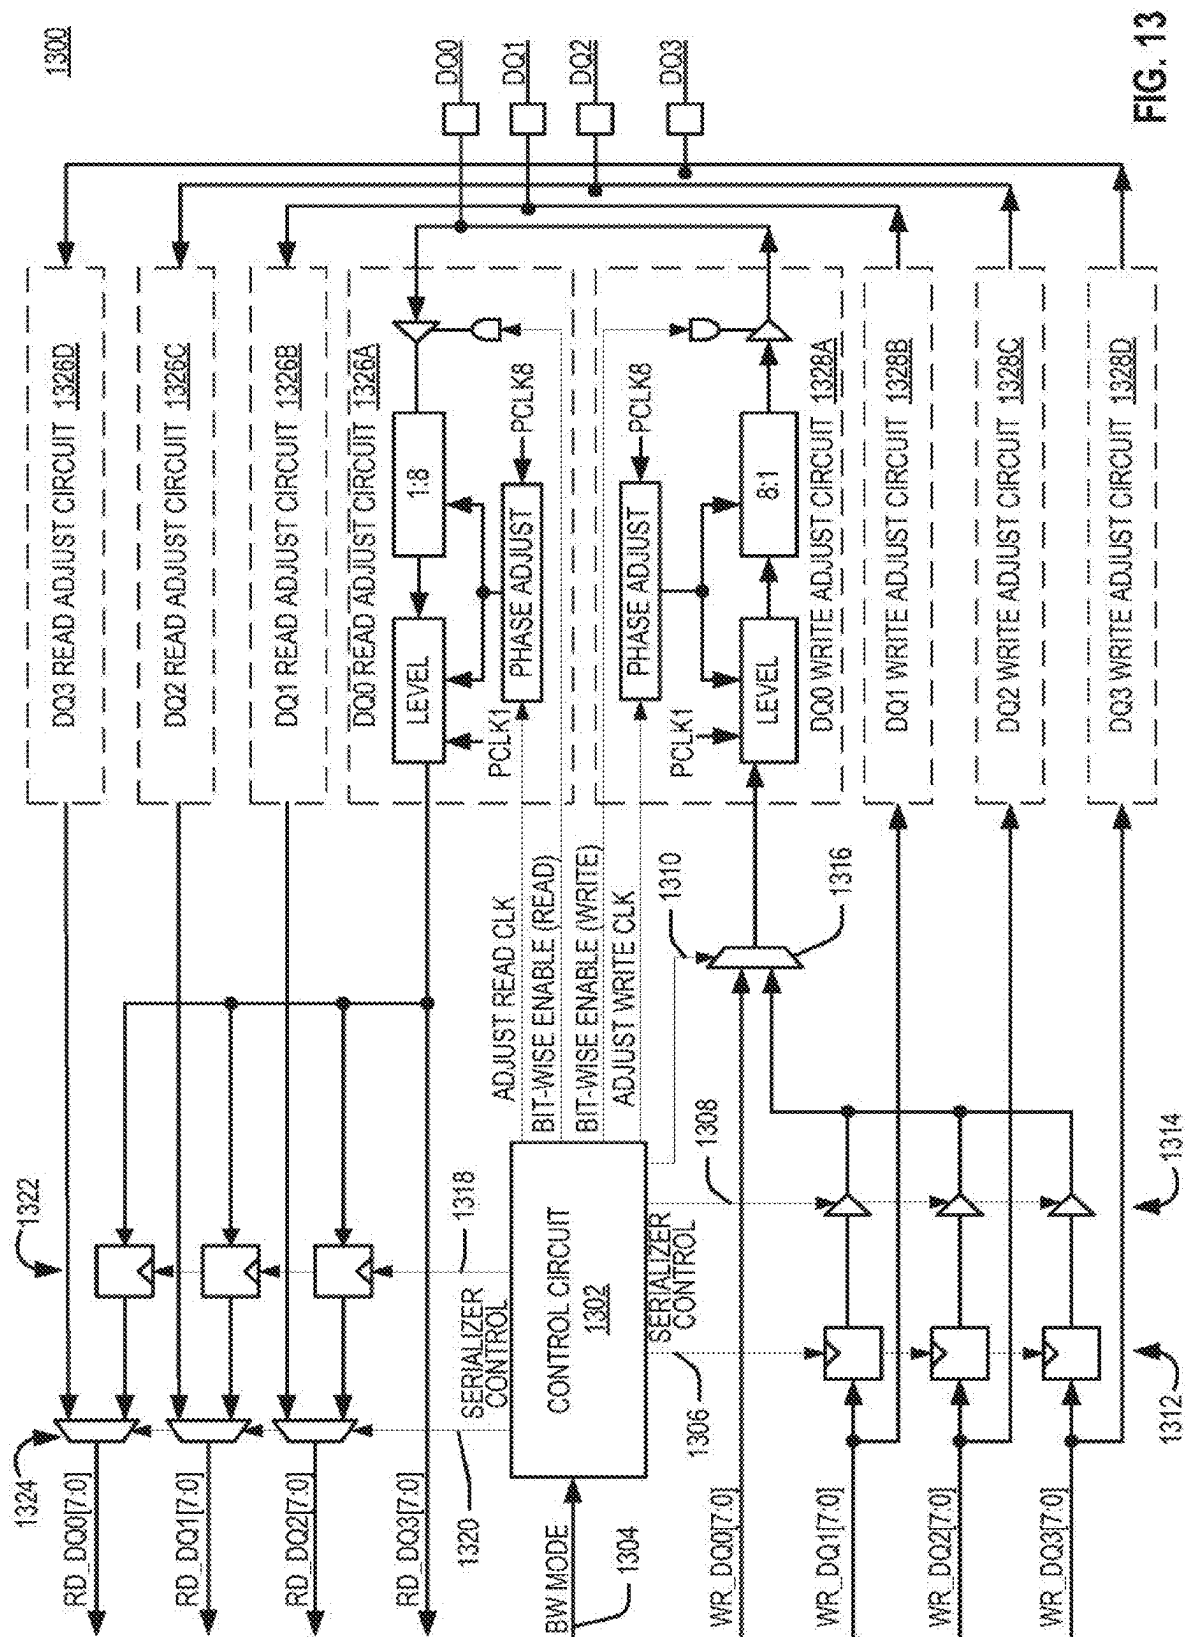 1300
FIG. 13
DQ0
DQ1
DQ2
DQ3
DQ3 READ ADJUST CIRCUIT 1326D
DQ2 READ ADJUST CIRCUIT 1326C
DQ1 READ ADJUST CIRCUIT 1326B
DQ0 READ ADJUST CIRCUIT 1326A
1:8
LEVEL
PHASE ADJUST
PCLK8
PCLK1
PCLK8
PHASE ADJUST
PCLK1
LEVEL
8:1
DQ0 WRITE ADJUST CIRCUIT 1328A
DQ1 WRITE ADJUST CIRCUIT 1328B
DQ2 WRITE ADJUST CIRCUIT 1328C
DQ3 WRITE ADJUST CIRCUIT 1328D
ADJUST READ CLK
BIT-WISE ENABLE (READ)
BIT-WISE ENABLE (WRITE)
ADJUST WRITE CLK
1310
1316
1322
1318
1308
1314
SERIALIZER
CONTROL
CONTROL CIRCUIT
1302
SERIALIZER
CONTROL
1324
1320
1306
1312
RD_DQ0[7:0]
RD_DQ1[7:0]
RD_DQ2[7:0]
RD_DQ3[7:0]
BW MODE
1304
WR_DQ0[7:0]
WR_DQ1[7:0]
WR_DQ2[7:0]
WR_DQ3[7:0]